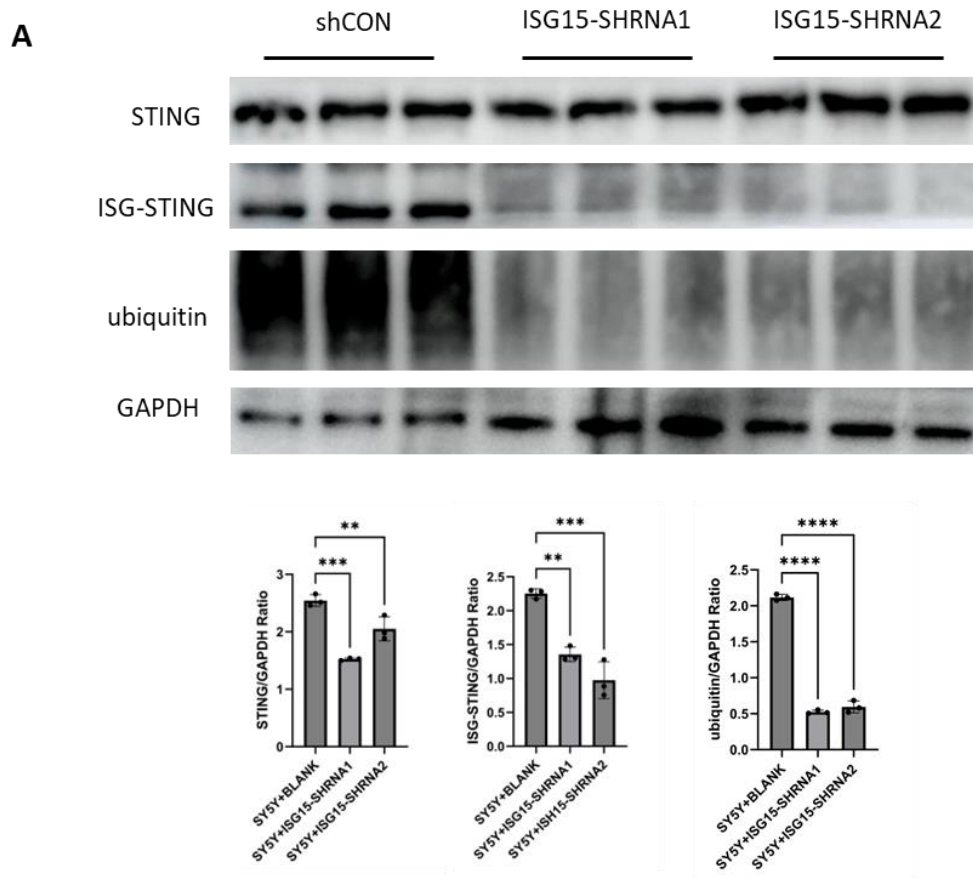 A
shCON
ISG15-SHRNA1
ISG15-SHRNA2
STING
ISG-STING
ubiquitin
GAPDH
STING/GAPDH Ratio
3
2
1
0
**
***
SY5Y+BLANK
SY5Y+ISG15-SHRNA1
SY5Y+ISG15-SHRNA2
ISG-STING/GAPDH Ratio
2.5
2.0
1.5
1.0
0.5
0.0
***
**
SY5Y+BLANK
SY5Y+ISG15-SHRNA1
SY5Y+ISH15-SHRNA2
ubiquitin/GAPDH Ratio
2.5
2.0
1.5
1.0
0.5
0.0
****
****
SY5Y+BLANK
SY5Y+ISG15-SHRNA1
SY5Y+ISG15-SHRNA2